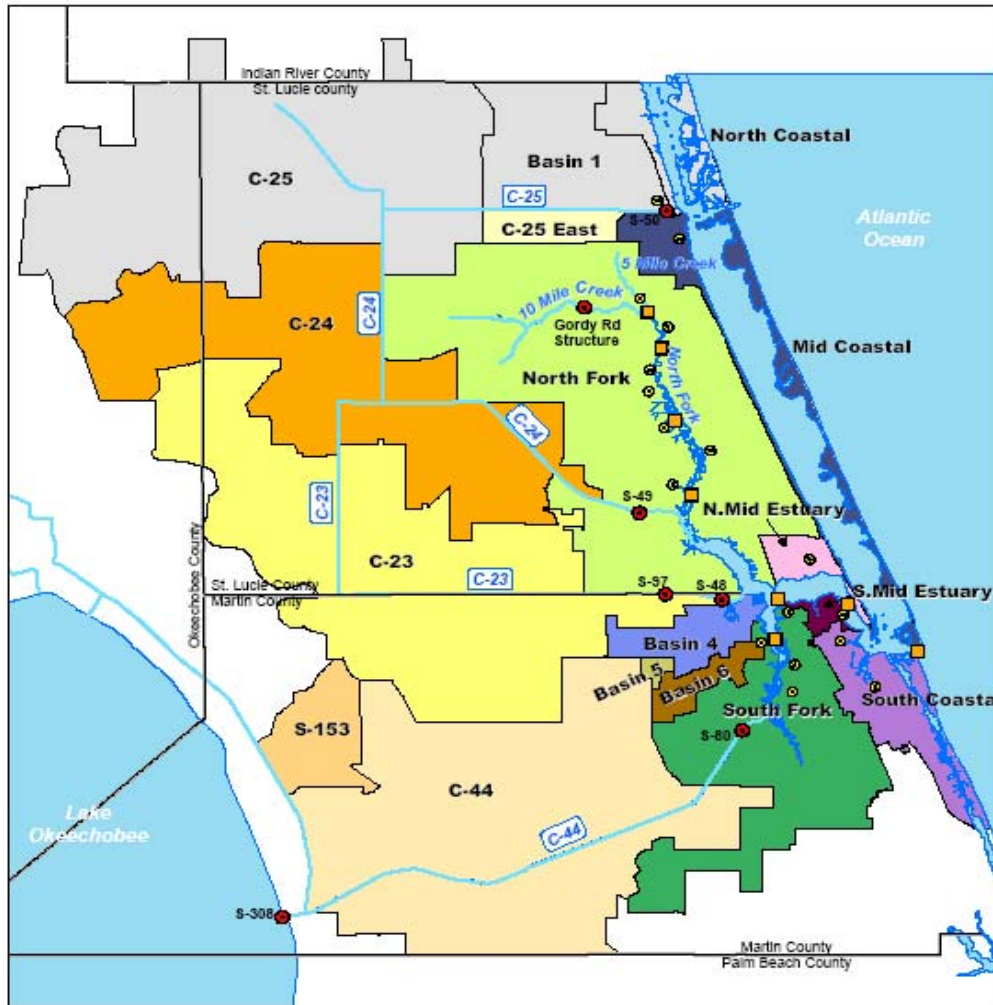 Indian River County
St. Lucie county
North Coastal
Basin 1
C-25
C-25
S-50
Atlantic
Ocean
C-25 East
5 Mile Creek
10 Mile Creek
C-24
C-24
Gordy Rd
Structure
Mid Coastal
North Fork
North Fork
C-24
C-23
S-49
N.Mid Estuary
Okeechobee County
C-23
St. Lucie County
Martin County
C-23
S-97
S-48
S.Mid Estuary
Basin 4
Basin 5
Basin 6
South Fork
South Coasta
S-153
S-80
C-44
Lake
Okeechobee
C-44
S-308
Martin County
Palm Beach County